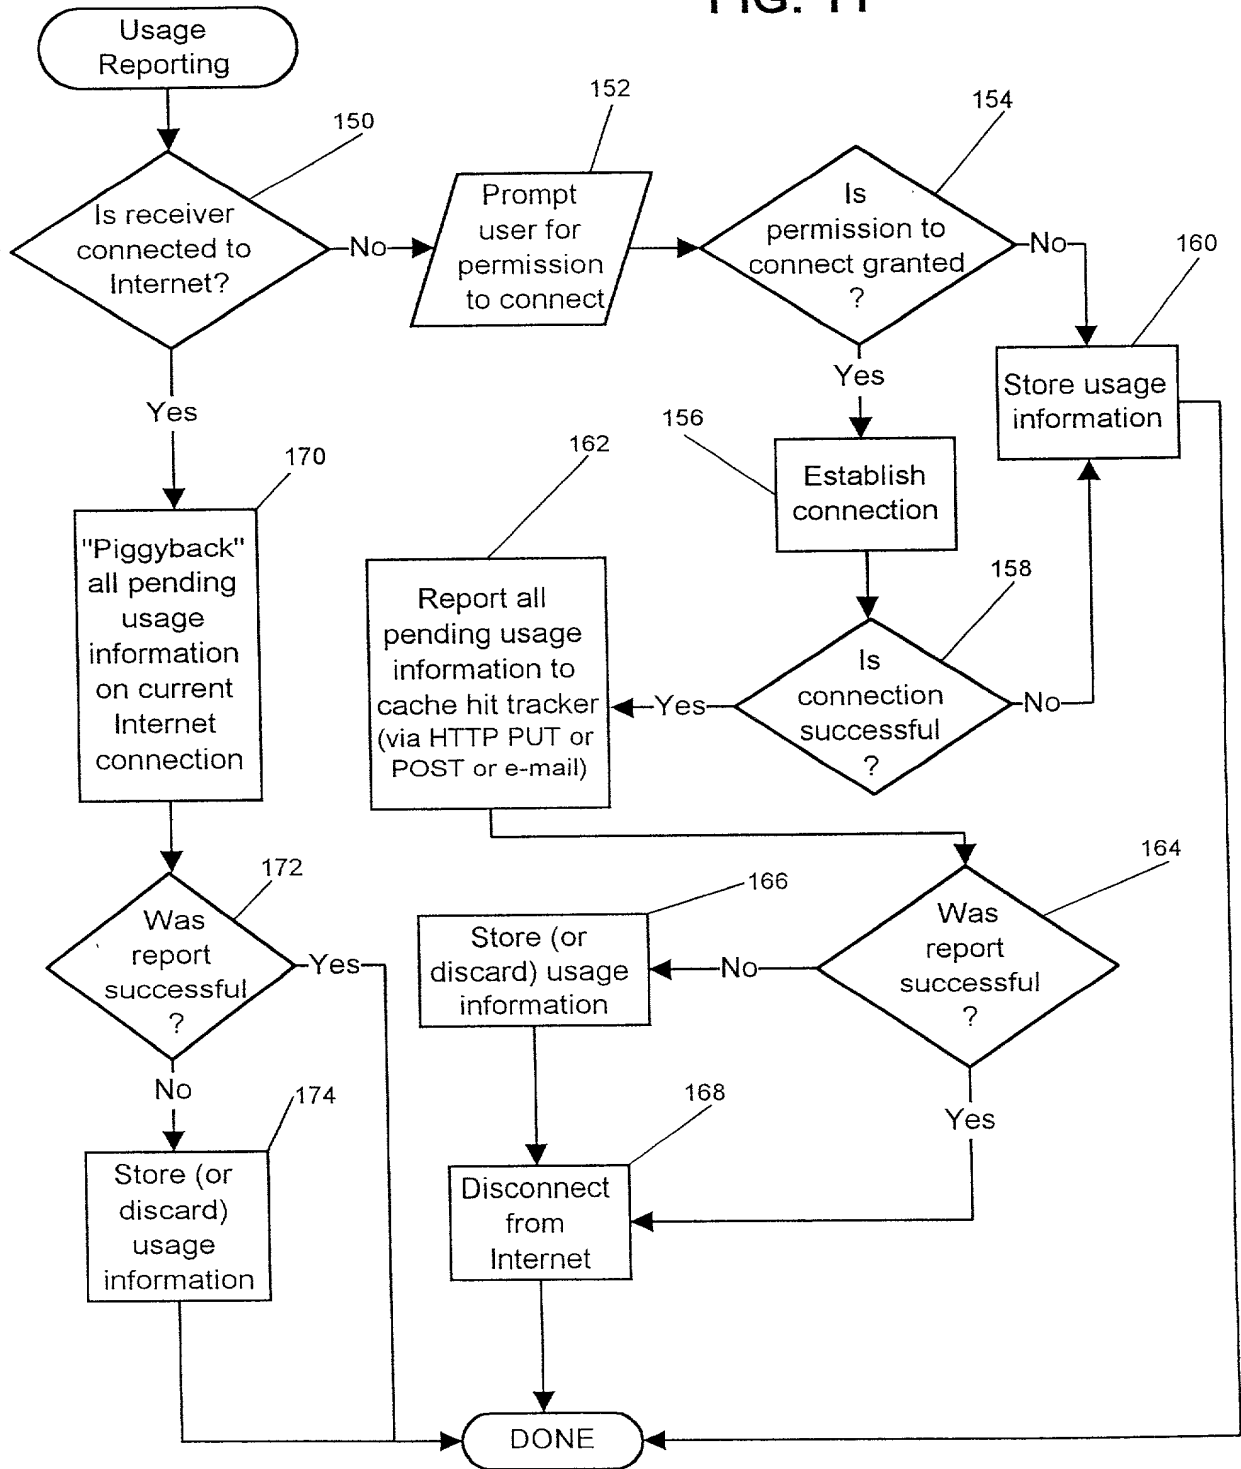 FIG. 11
Usage
Reporting
150
Is receiver
connected to
Internet?
No
152
Prompt
user for
permission
to connect
154
Is
permission to
connect granted
?
No
160
Store usage
information
Yes
Yes
156
Establish
connection
158
Is
connection
successful
?
No
Yes
162
Report all
pending usage
information to
cache hit tracker
(via HTTP PUT or
POST or e-mail)
170
"Piggyback"
all pending
usage
information
on current
Internet
connection
172
Was
report
successful
?
Yes
No
174
Store (or
discard)
usage
information
164
Was
report
successful
?
No
Yes
166
Store (or
discard) usage
information
168
Disconnect
from
Internet
DONE